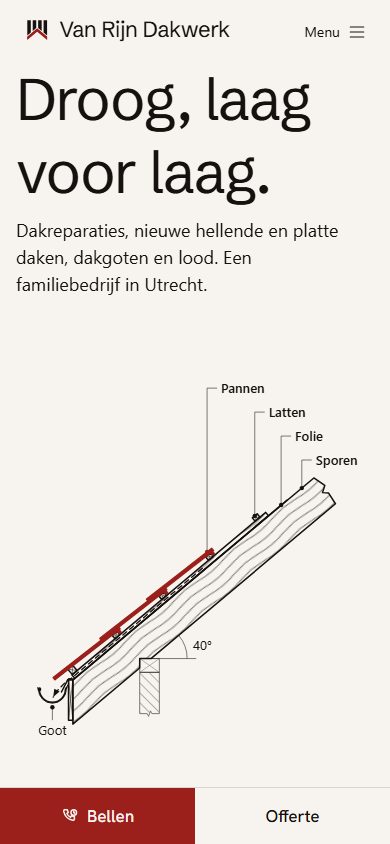 Van Rijn Dakwerk
Menu
Droog, laag
voor laag.
Dakreparaties, nieuwe hellende en platte
daken, dakgoten en lood. Een
familiebedrijf in Utrecht.
Pannen
Latten
Folie
Sporen
40°
Goot
Bellen
Offerte